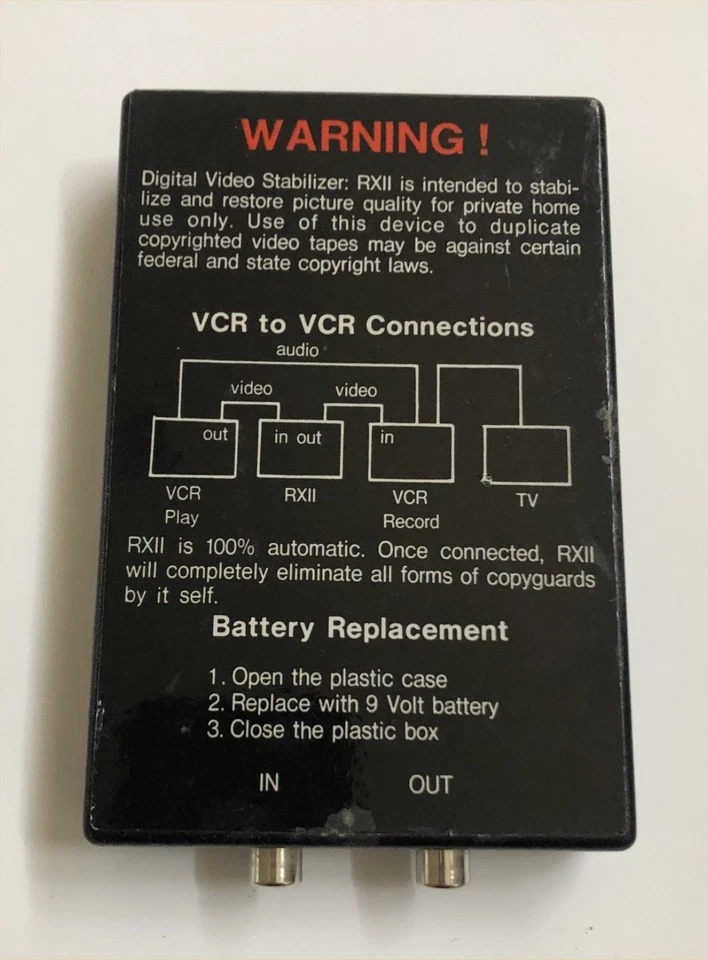 WARNING !
Digital Video Stabilizer: RXII is intended to stabi-
lize and restore picture quality for private home
use only. Use of this device to duplicate
copyrighted video tapes may be against certain
federal and state copyright laws.
VCR to VCR Connections
audio
video video
out in out in
VCR RXII VCR TV
Play Record
RXII is 100% automatic. Once connected, RXII
will completely eliminate all forms of copyguards
by it self.
Battery Replacement
1. Open the plastic case
2. Replace with 9 Volt battery
3. Close the plastic box
IN OUT